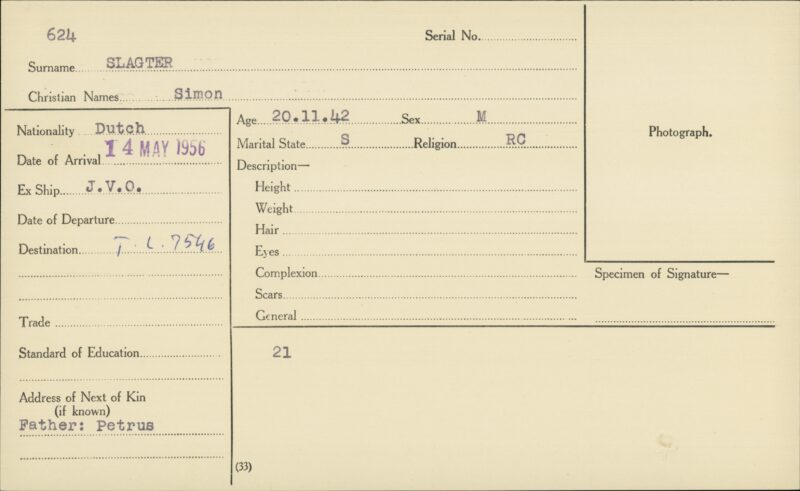 624
Serial No.
Surname SLAGTER
Christian Names Simon
Nationality Dutch
Date of Arrival 14 MAY 1956
Ex Ship J.V.O.
Date of Departure
Destination T.L. 7546
Trade
Standard of Education
Address of Next of Kin
(if known)
Father: Petrus
Age 20.11.42 Sex M
Marital State S Religion RC
Description—
Height
Weight
Hair
Eyes
Complexion
Scars
General
21
(33)
Photograph.
Specimen of Signature—